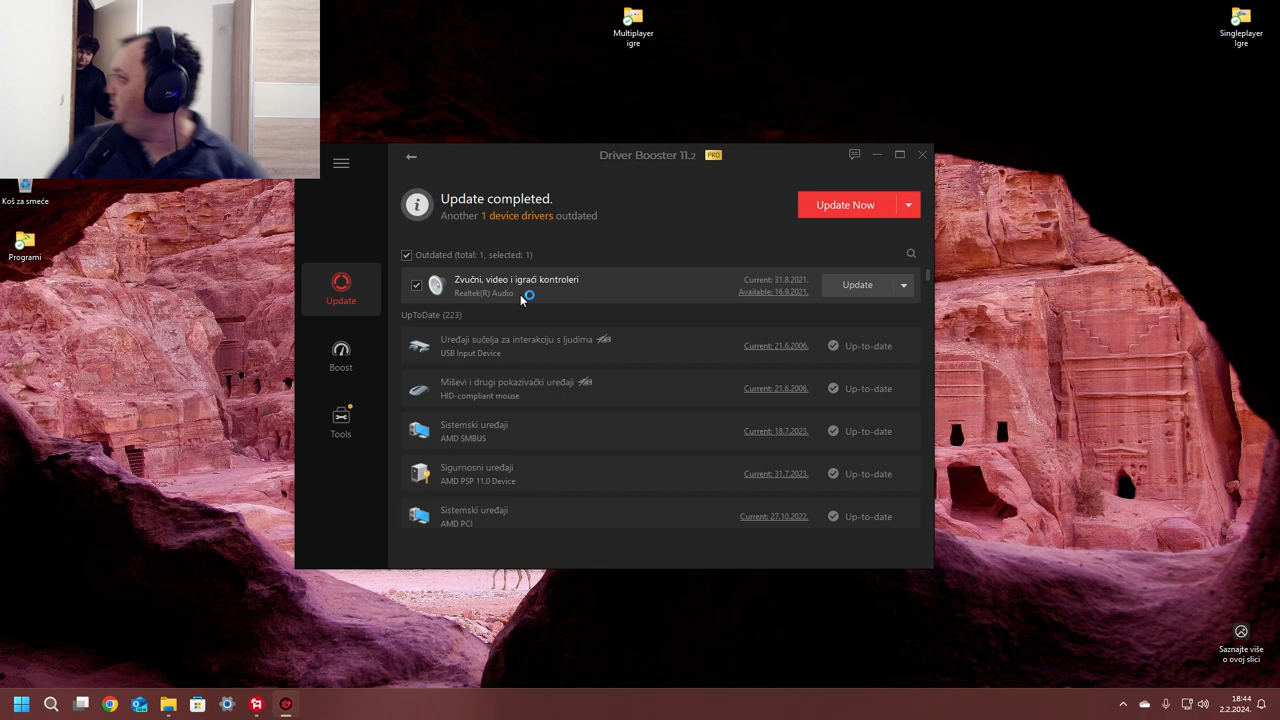 Multiplayer
igre
Singleplayer
Igre
Koš za smeće
Programi
Driver Booster 11.2 PRO
Update completed.
Another 1 device drivers outdated
Update Now
Outdated (total: 1, selected: 1)
Zvučni, video i igraći kontroleri
Realtek(R) Audio
Current: 31.8.2021.
Available: 16.9.2021.
Update
UpToDate (223)
Uređaji sučelja za interakciju s ljudima
USB Input Device
Current: 21.6.2006.
Up-to-date
Miševi i drugi pokazivački uređaji
HID-compliant mouse
Current: 21.6.2006.
Up-to-date
Sistemski uređaji
AMD SMBUS
Current: 18.7.2023.
Up-to-date
Sigurnosni uređaji
AMD PSP 11.0 Device
Current: 31.7.2023.
Up-to-date
Sistemski uređaji
AMD PCI
Current: 27.10.2022.
Up-to-date
Update
Boost
Tools
Saznajte više
o ovoj slici
18:44
2.2.2024.